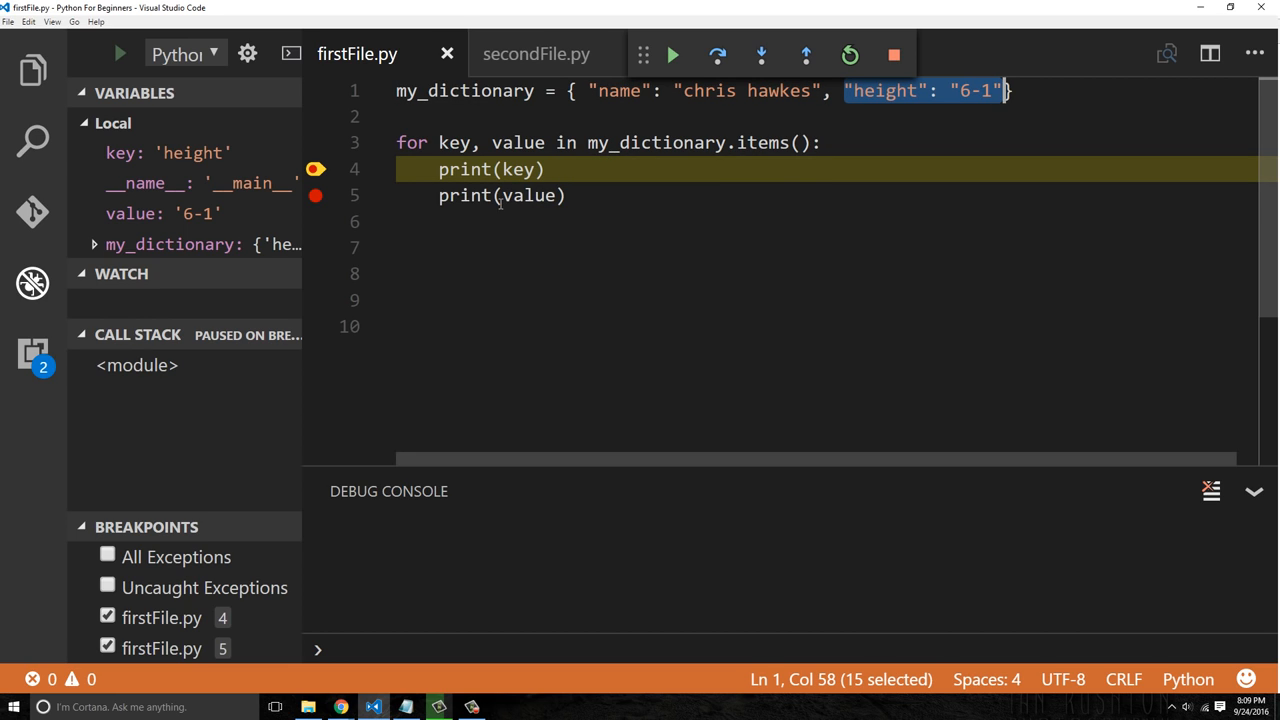 firstFile.py - Python For Beginners - Visual Studio Code
File Edit View Go Help
Python
firstFile.py
secondFile.py
VARIABLES
Local
key: 'height'
__name__: '__main__'
value: '6-1'
my_dictionary: {'he...
WATCH
CALL STACK PAUSED ON BRE...
<module>
BREAKPOINTS
All Exceptions
Uncaught Exceptions
firstFile.py 4
firstFile.py 5
2
1 my_dictionary = { "name": "chris hawkes", "height": "6-1"}
2
3 for key, value in my_dictionary.items():
4 print(key)
5 print(value)
6
7
8
9
10
DEBUG CONSOLE
0 0
Ln 1, Col 58 (15 selected) Spaces: 4 UTF-8 CRLF Python
I'm Cortana. Ask me anything.
8:09 PM
9/24/2016